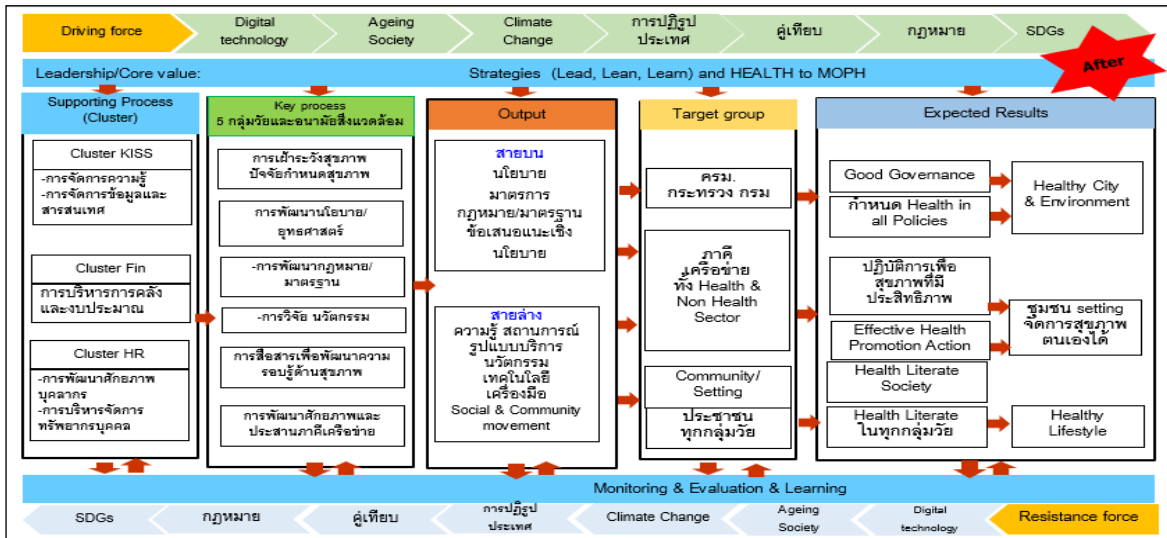 Driving force
Digital
technology
Ageing
Society
Climate
Change
การปฏิรูป
ประเทศ
คู่เทียบ
กฎหมาย
SDGs
After
Leadership/Core value:
Strategies (Lead, Lean, Learn) and HEALTH to MOPH
Supporting Process
(Cluster)
Cluster KISS
-การจัดการความรู้
-การจัดการข้อมูลและ
สารสนเทศ
Cluster Fin
การบริหารการคลัง
และงบประมาณ
Cluster HR
-การพัฒนาศักยภาพ
บุคลากร
-การบริหารจัดการ
ทรัพยากรบุคคล
Key process
5 กลุ่มวัยและอนามัยสิ่งแวดล้อม
การเฝ้าระวังสุขภาพ
ปัจจัยกำหนดสุขภาพ
การพัฒนานโยบาย/
ยุทธศาสตร์
-การพัฒนากฎหมาย/
มาตรฐาน
-การวิจัย นวัตกรรม
การสื่อสารเพื่อพัฒนาความ
รอบรู้ด้านสุขภาพ
การพัฒนาศักยภาพและ
ประสานภาคีเครือข่าย
Output
สายบน
นโยบาย
มาตรการ
กฎหมาย/มาตรฐาน
ข้อเสนอแนะเชิง
นโยบาย
สายล่าง
ความรู้ สถานการณ์
รูปแบบบริการ
นวัตกรรม
เทคโนโลยี
เครื่องมือ
Social & Community
movement
Target group
ครม.
กระทรวง กรม
ภาคี
เครือข่าย
ทั้ง Health &
Non Health
Sector
Community/
Setting
ประชาชน
ทุกกลุ่มวัย
Expected Results
Good Governance
กำหนด Health in
all Policies
Healthy City
& Environment
ปฏิบัติการเพื่อ
สุขภาพที่มี
ประสิทธิภาพ
Effective Health
Promotion Action
ชุมชน setting
จัดการสุขภาพ
ตนเองได้
Health Literate
Society
Health Literate
ในทุกกลุ่มวัย
Healthy
Lifestyle
Monitoring & Evaluation & Learning
SDGs
กฎหมาย
คู่เทียบ
การปฏิรูป
ประเทศ
Climate Change
Ageing
Society
Digital
technology
Resistance force